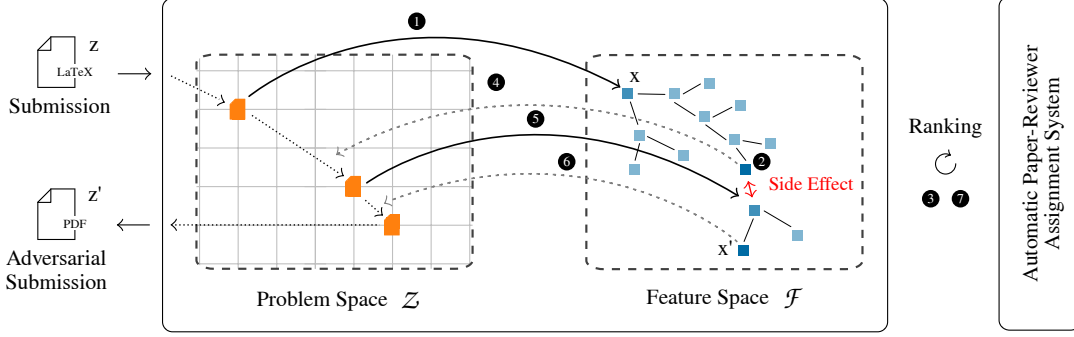 z
LaTeX
Submission
z'
PDF
Adversarial
Submission
1
4
5
6
x
2
Side Effect
x'
Problem Space Z
Feature Space F
Ranking
3 7
Automatic Paper-Reviewer
Assignment System